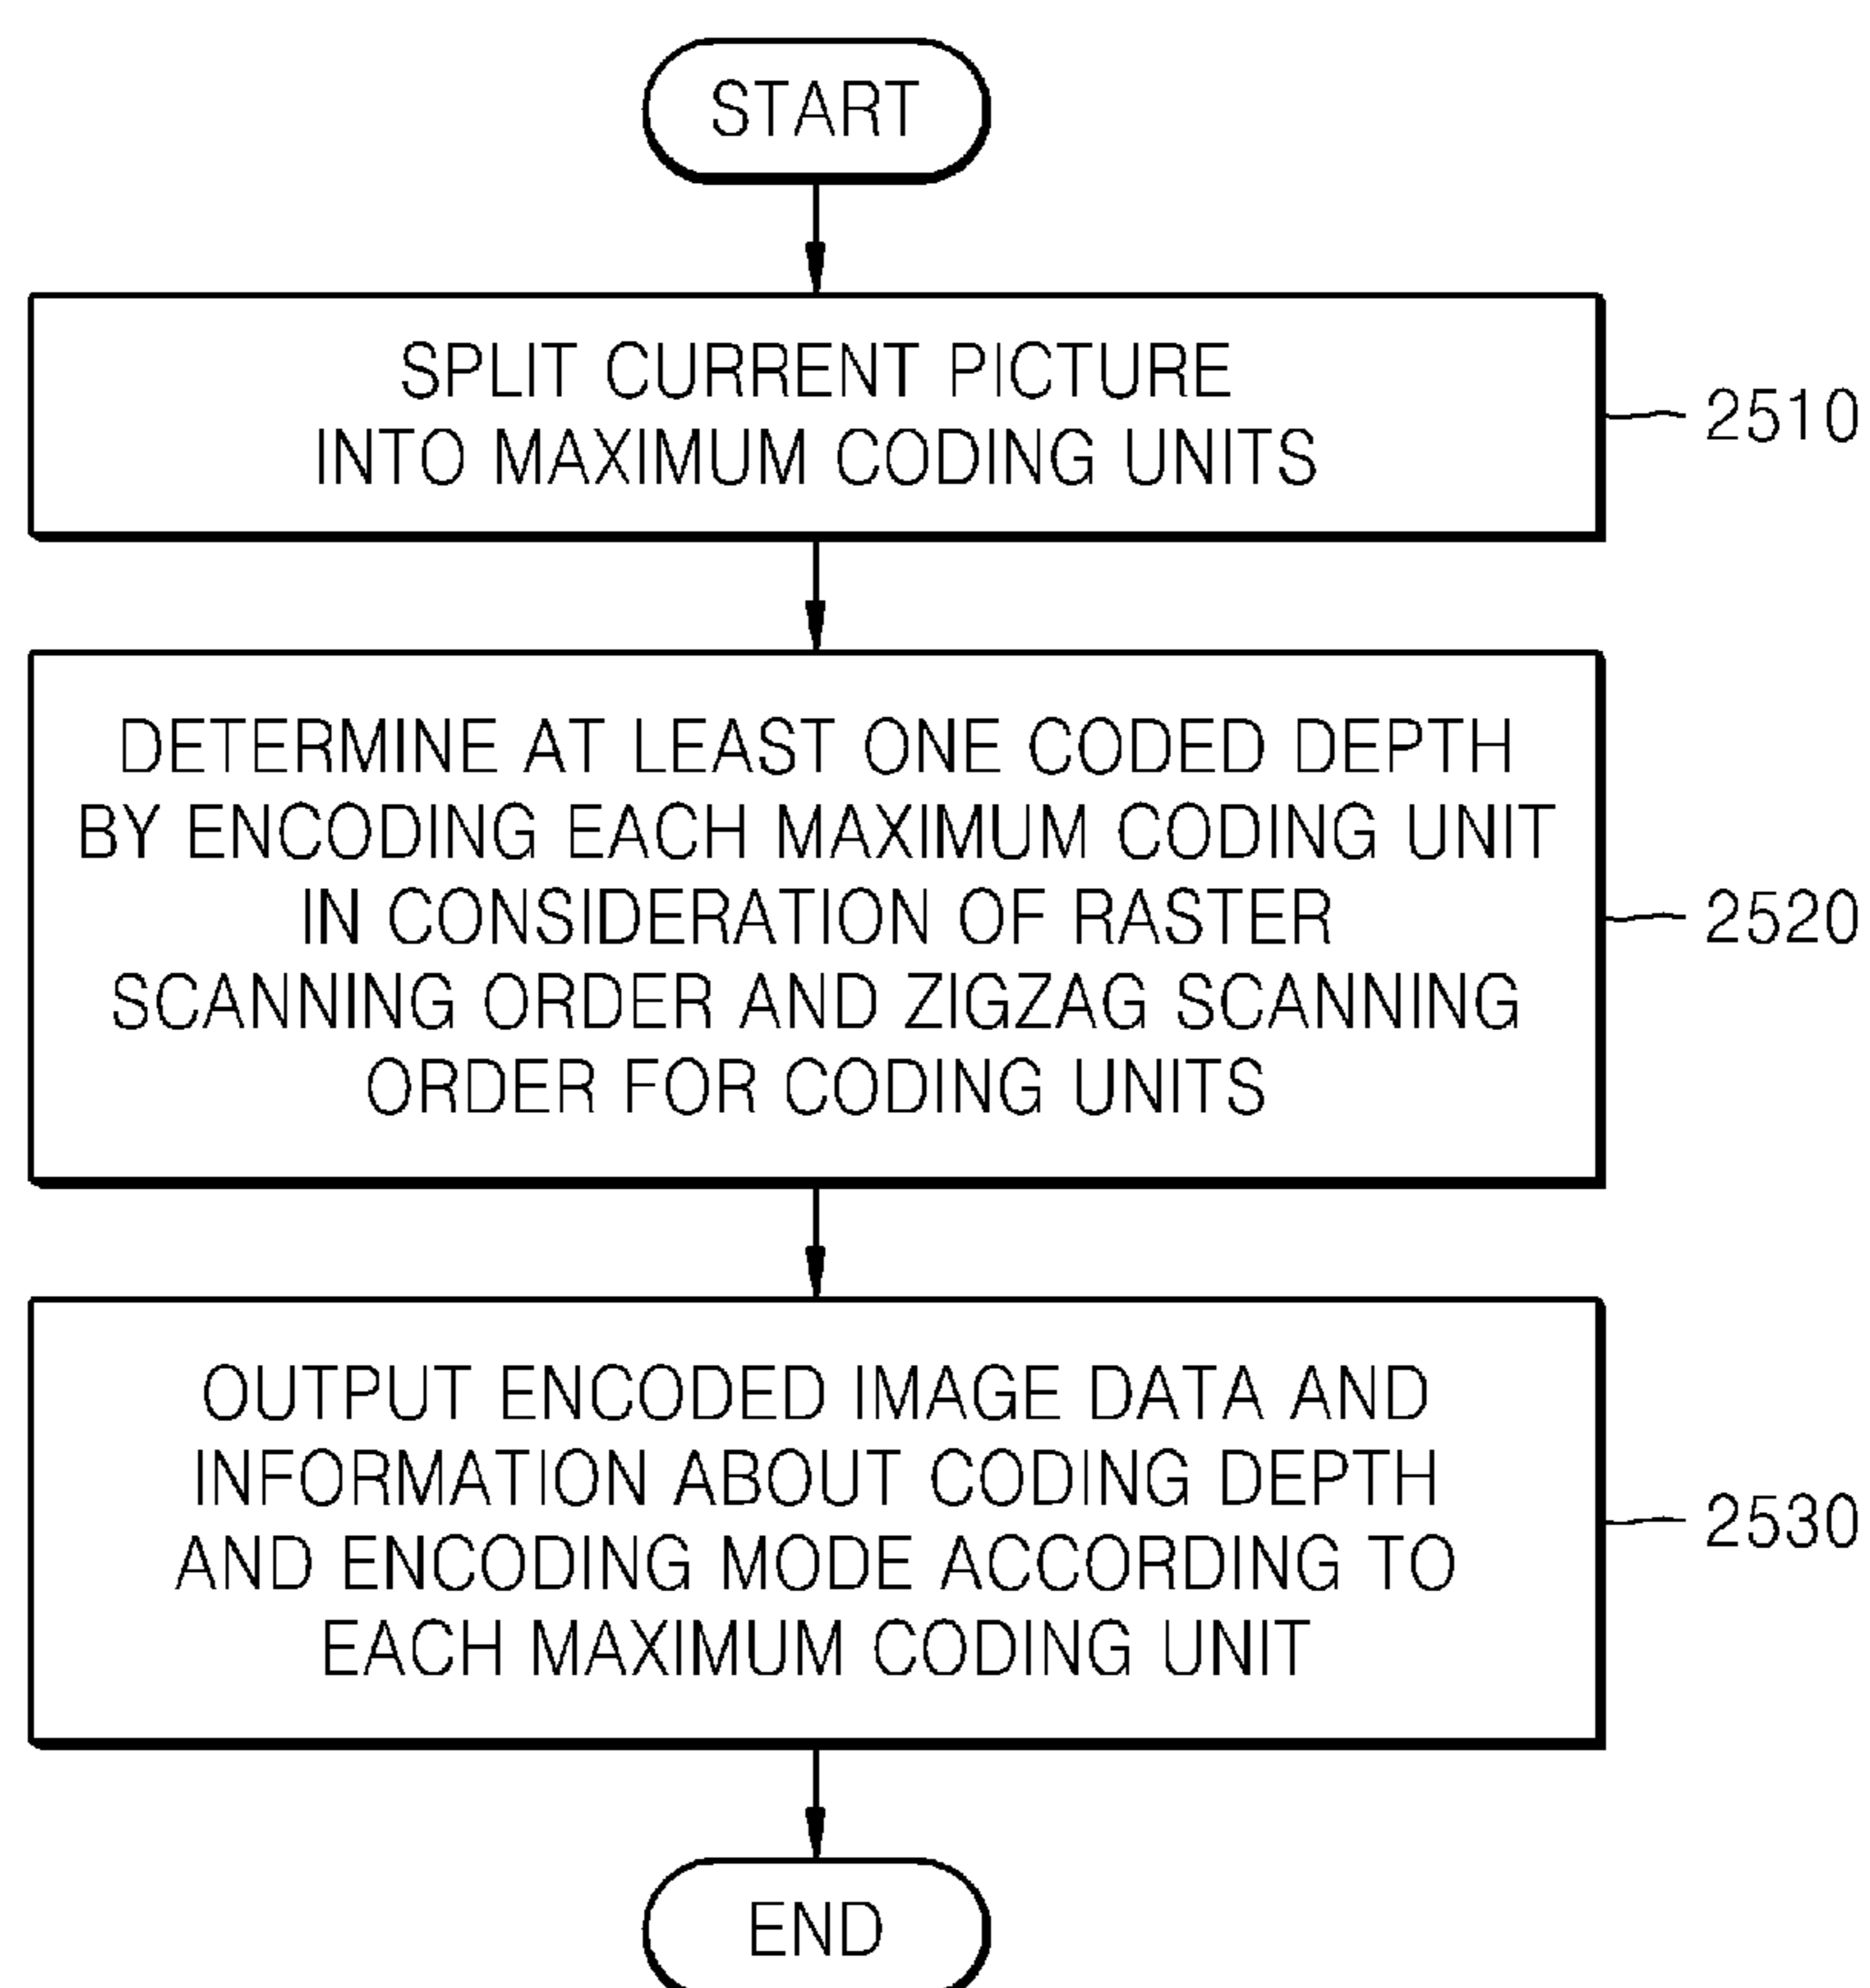 START
SPLIT CURRENT PICTURE
INTO MAXIMUM CODING UNITS
2510
DETERMINE AT LEAST ONE CODED DEPTH
BY ENCODING EACH MAXIMUM CODING UNIT
IN CONSIDERATION OF RASTER
SCANNING ORDER AND ZIGZAG SCANNING
ORDER FOR CODING UNITS
2520
OUTPUT ENCODED IMAGE DATA AND
INFORMATION ABOUT CODING DEPTH
AND ENCODING MODE ACCORDING TO
EACH MAXIMUM CODING UNIT
2530
END